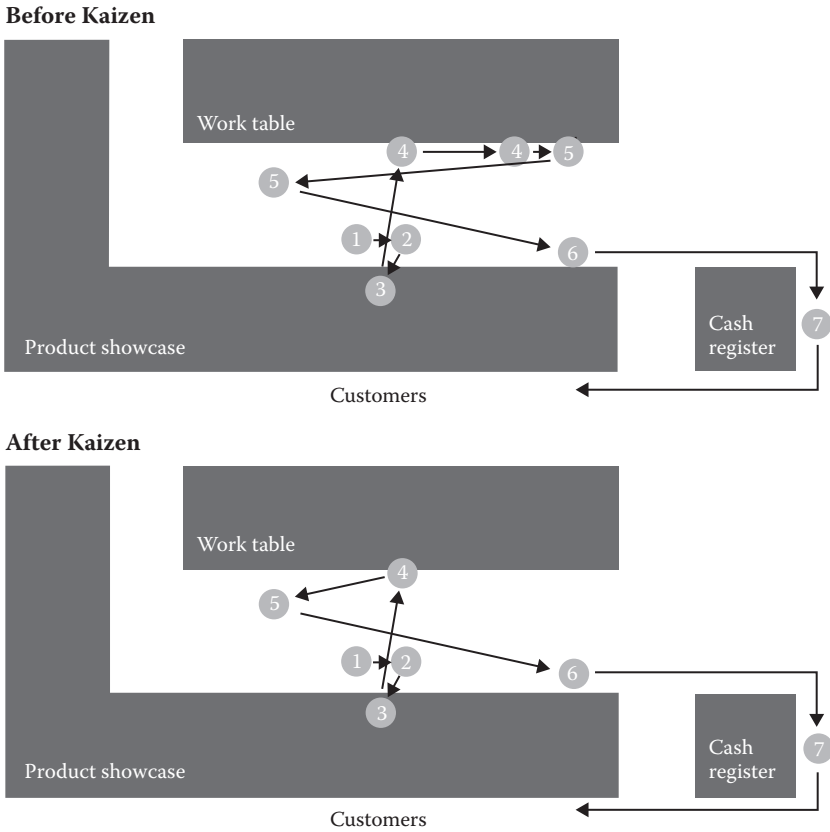 Before Kaizen
Work table
4
4
5
5
1
2
6
3
Cash
register
7
Product showcase
Customers
After Kaizen
Work table
4
5
1
2
6
3
Cash
register
7
Product showcase
Customers